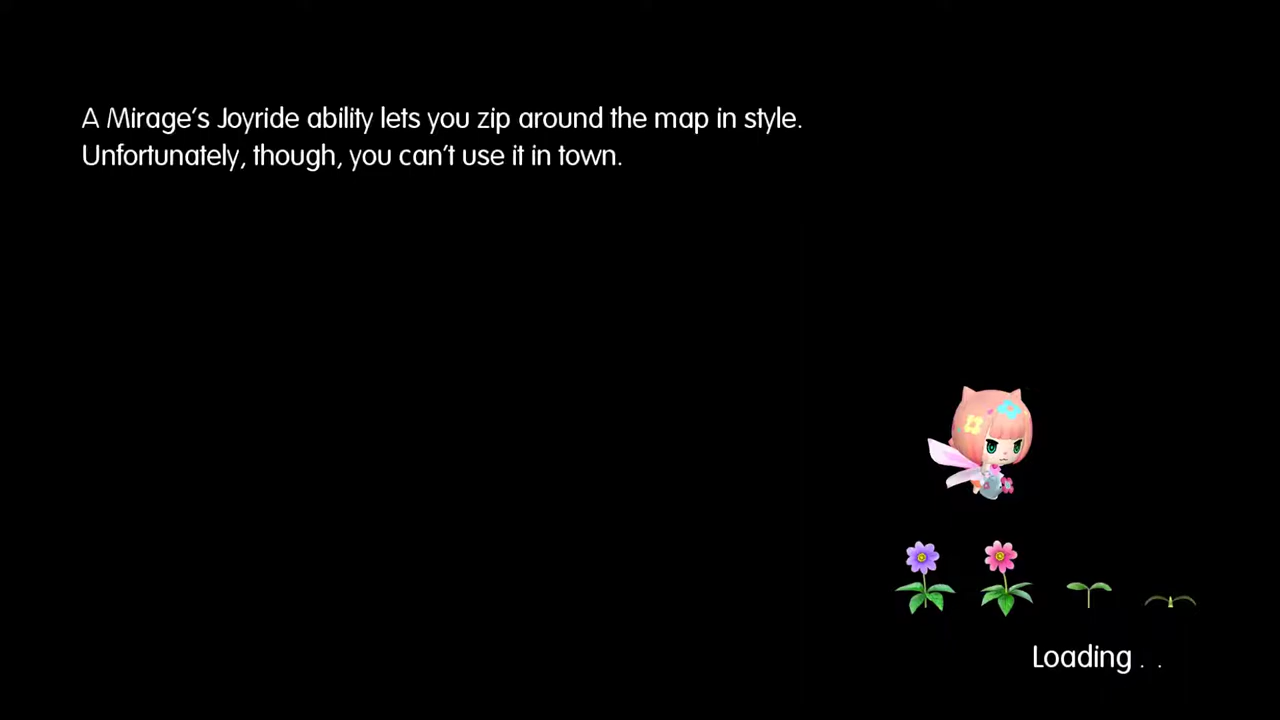 A Mirage's Joyride ability lets you zip around the map in style.
Unfortunately, though, you can't use it in town.
Loading . .